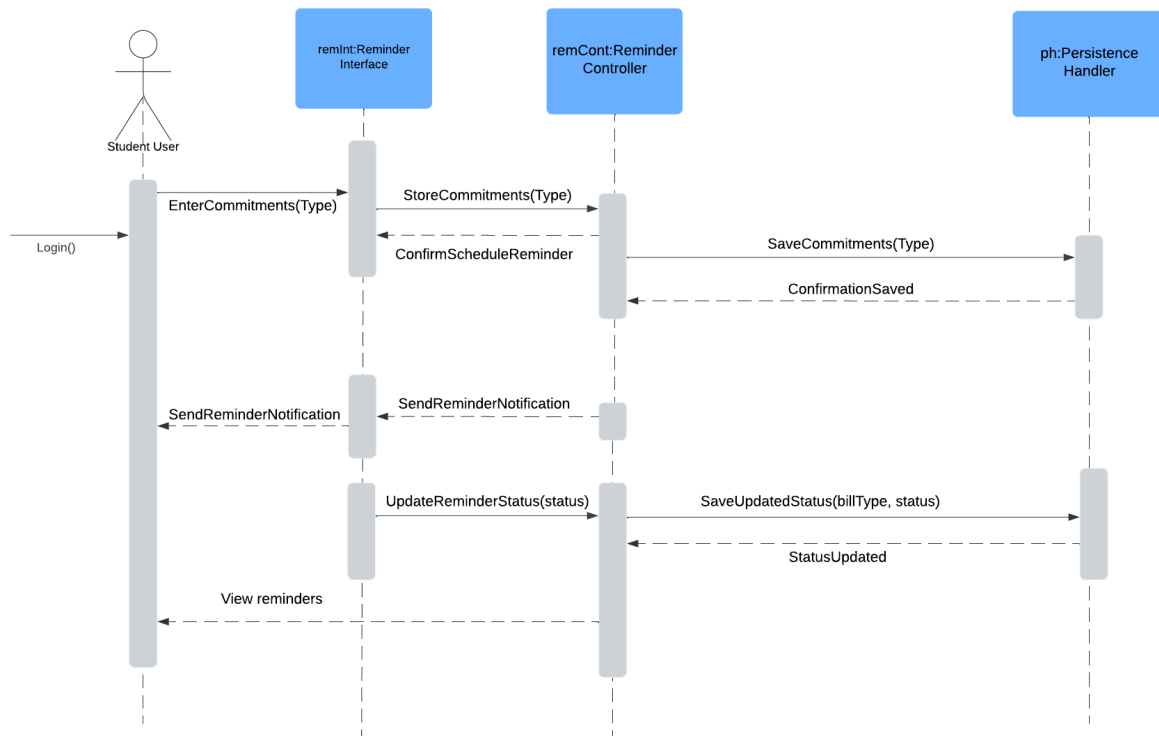 remInt:Reminder
Interface
remCont:Reminder
Controller
ph:Persistence
Handler
Student User
EnterCommitments(Type)
StoreCommitments(Type)
Login()
ConfirmScheduleReminder
SaveCommitments(Type)
ConfirmationSaved
SendReminderNotification
SendReminderNotification
UpdateReminderStatus(status)
SaveUpdatedStatus(billType, status)
StatusUpdated
View reminders